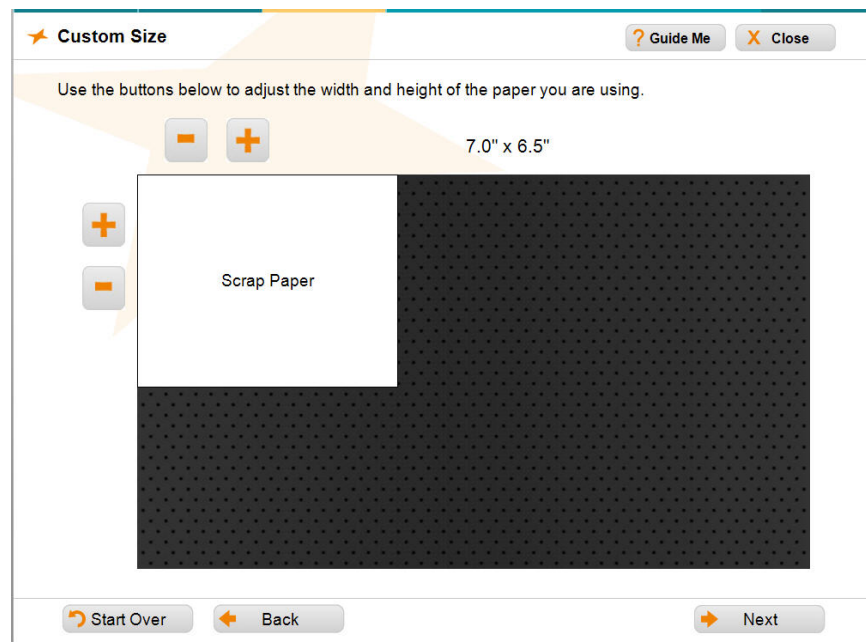 Custom Size
? Guide Me
X Close
Use the buttons below to adjust the width and height of the paper you are using.
7.0" x 6.5"
Scrap Paper
Start Over
Back
Next